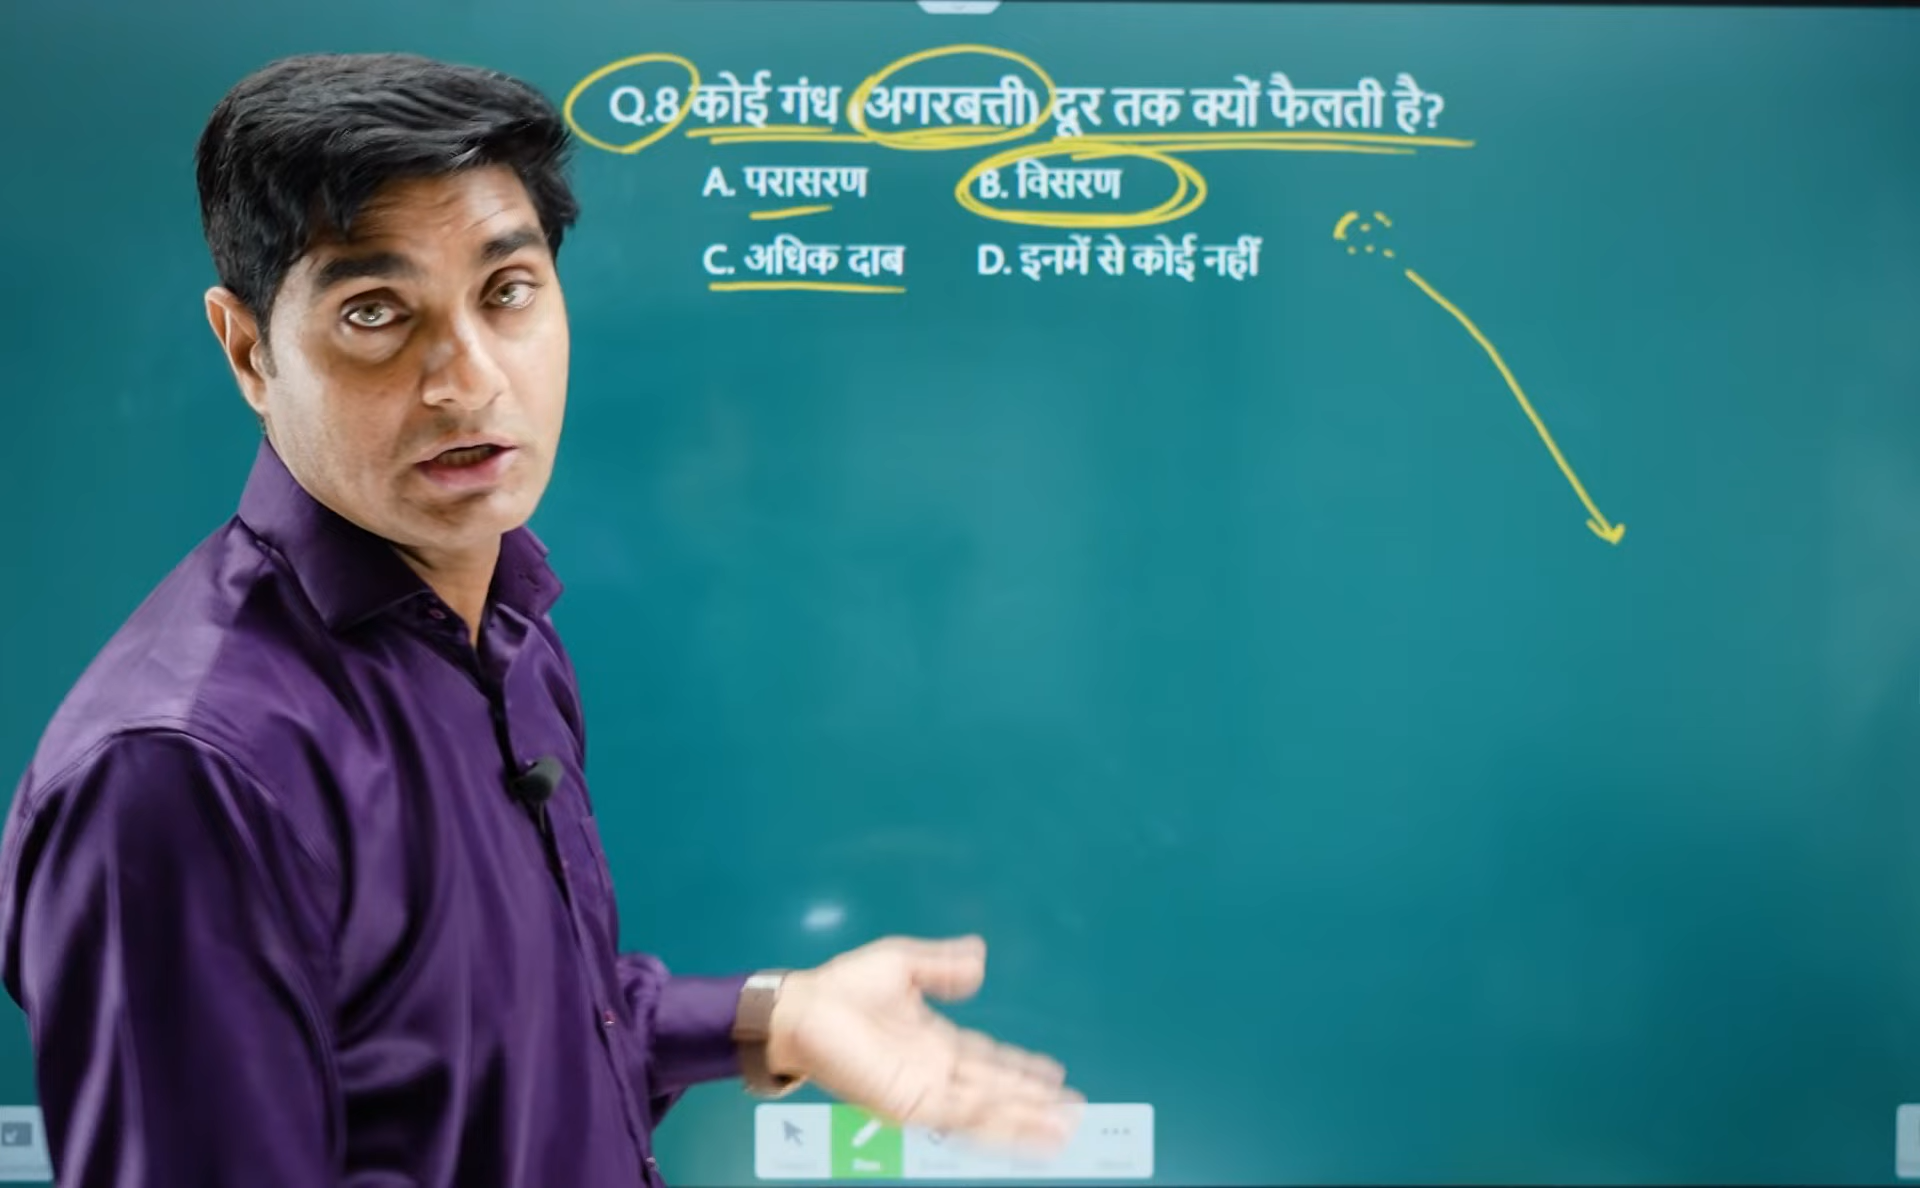 Q.8 कोई गंध (अगरबत्ती) दूर तक क्यों फैलती है?
A. परासरण B. विसरण
C. अधिक दाब D. इनमें से कोई नहीं